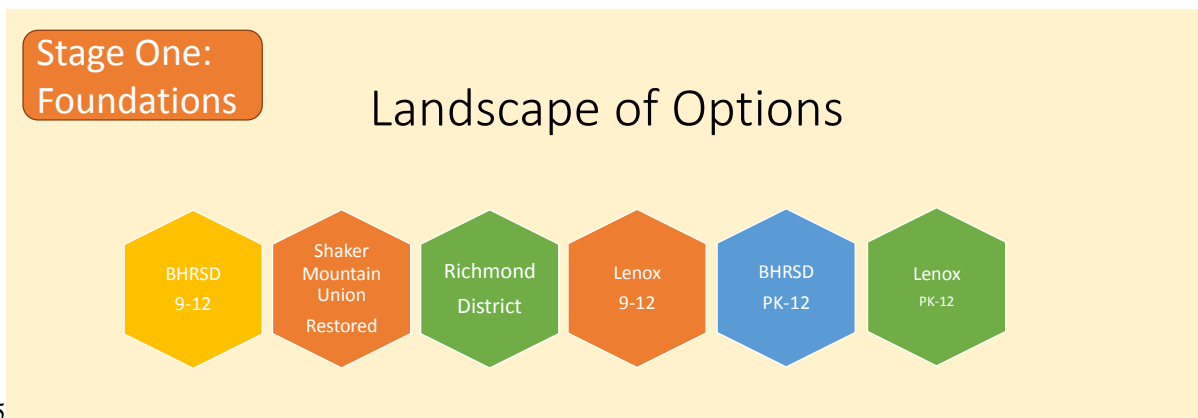 Stage One:
Foundations
Landscape of Options
BHRSD
9-12
Shaker
Mountain
Union
Restored
Richmond
District
Lenox
9-12
BHRSD
PK-12
Lenox
PK-12